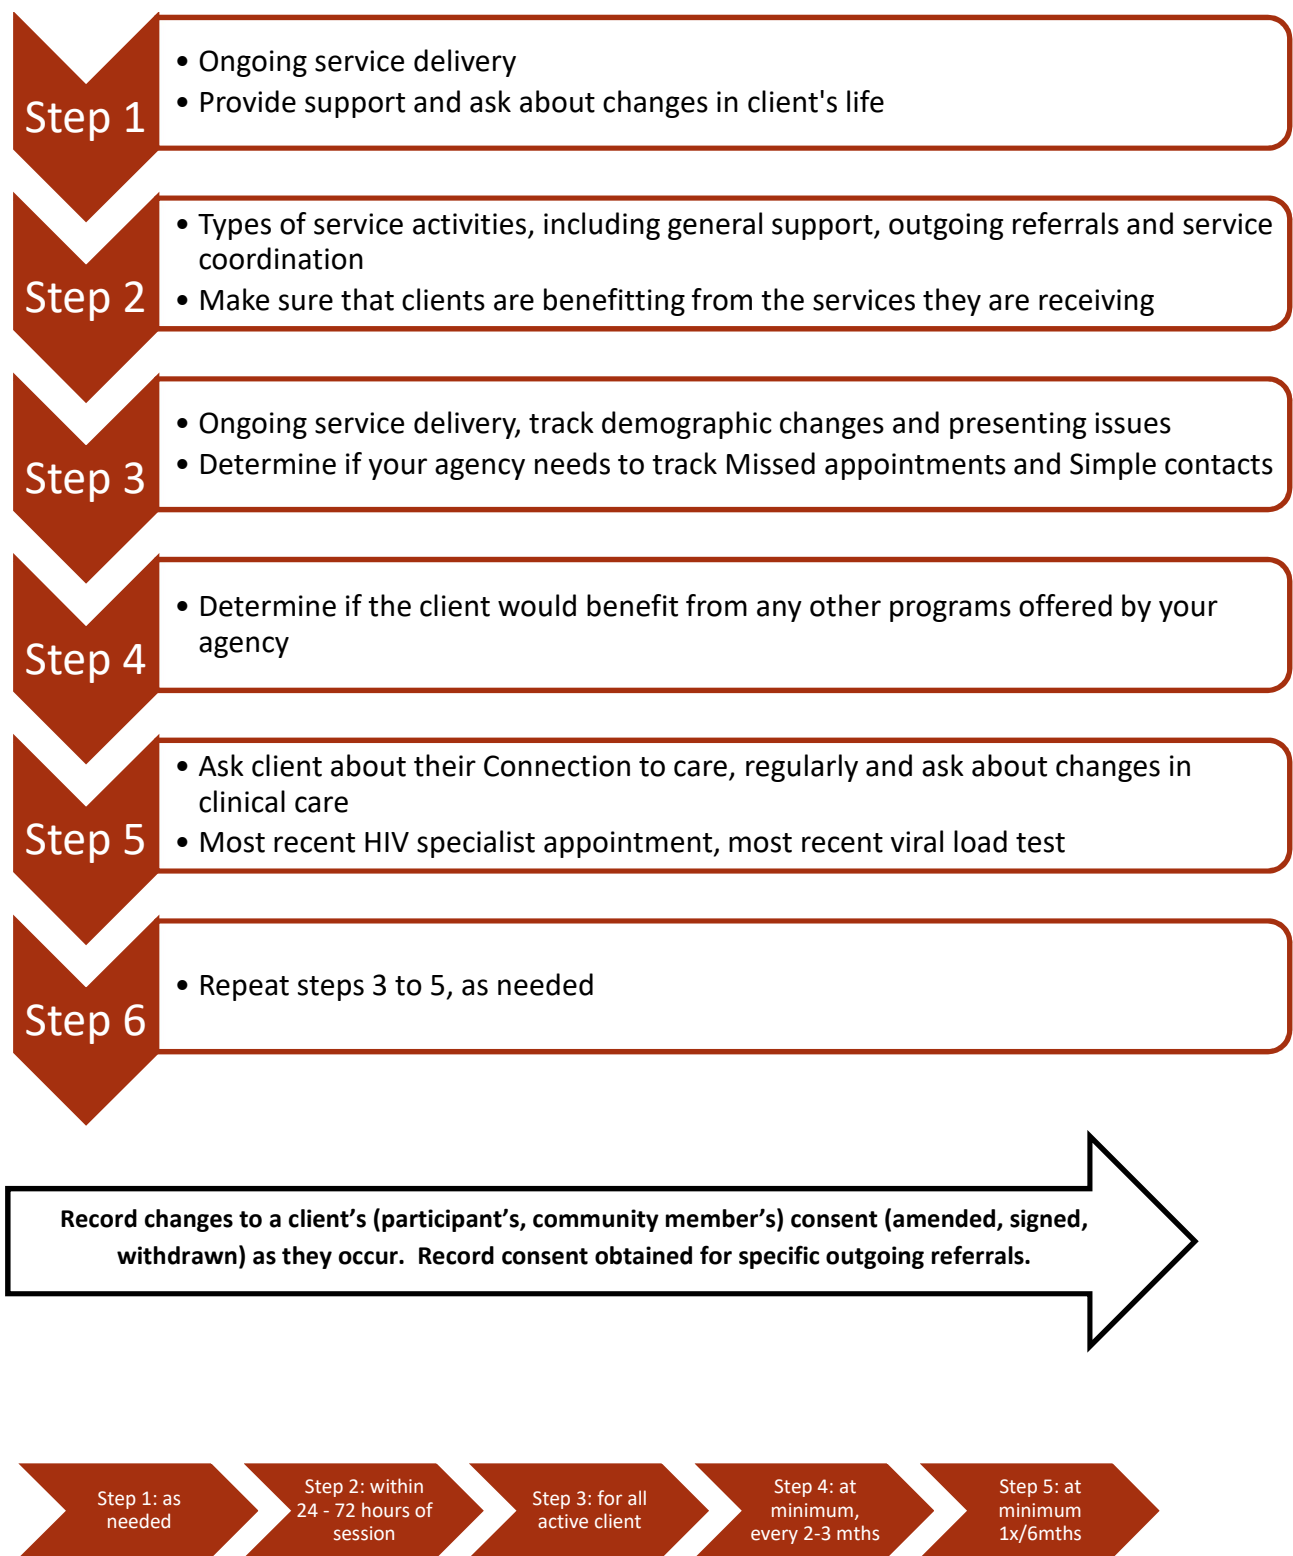 Step 1
• Ongoing service delivery
• Provide support and ask about changes in client's life
Step 2
• Types of service activities, including general support, outgoing referrals and service
coordination
• Make sure that clients are benefitting from the services they are receiving
Step 3
• Ongoing service delivery, track demographic changes and presenting issues
• Determine if your agency needs to track Missed appointments and Simple contacts
Step 4
• Determine if the client would benefit from any other programs offered by your
agency
Step 5
• Ask client about their Connection to care, regularly and ask about changes in
clinical care
• Most recent HIV specialist appointment, most recent viral load test
Step 6
• Repeat steps 3 to 5, as needed
Record changes to a client’s (participant’s, community member’s) consent (amended, signed,
withdrawn) as they occur.  Record consent obtained for specific outgoing referrals.
Step 1: as
needed
Step 2: within
24 - 72 hours of
session
Step 3: for all
active client
Step 4: at
minimum,
every 2-3 mths
Step 5: at
minimum
1x/6mths